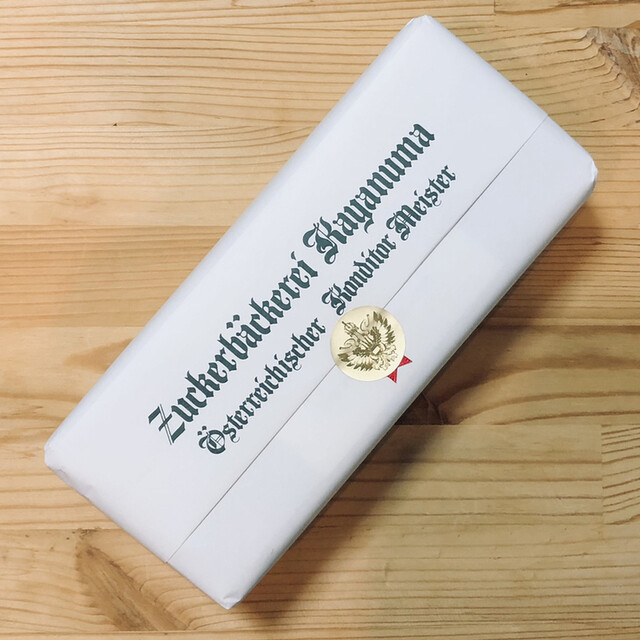 Zuckerbäckerei Kayanuma
Österreichischer Konditor Meister